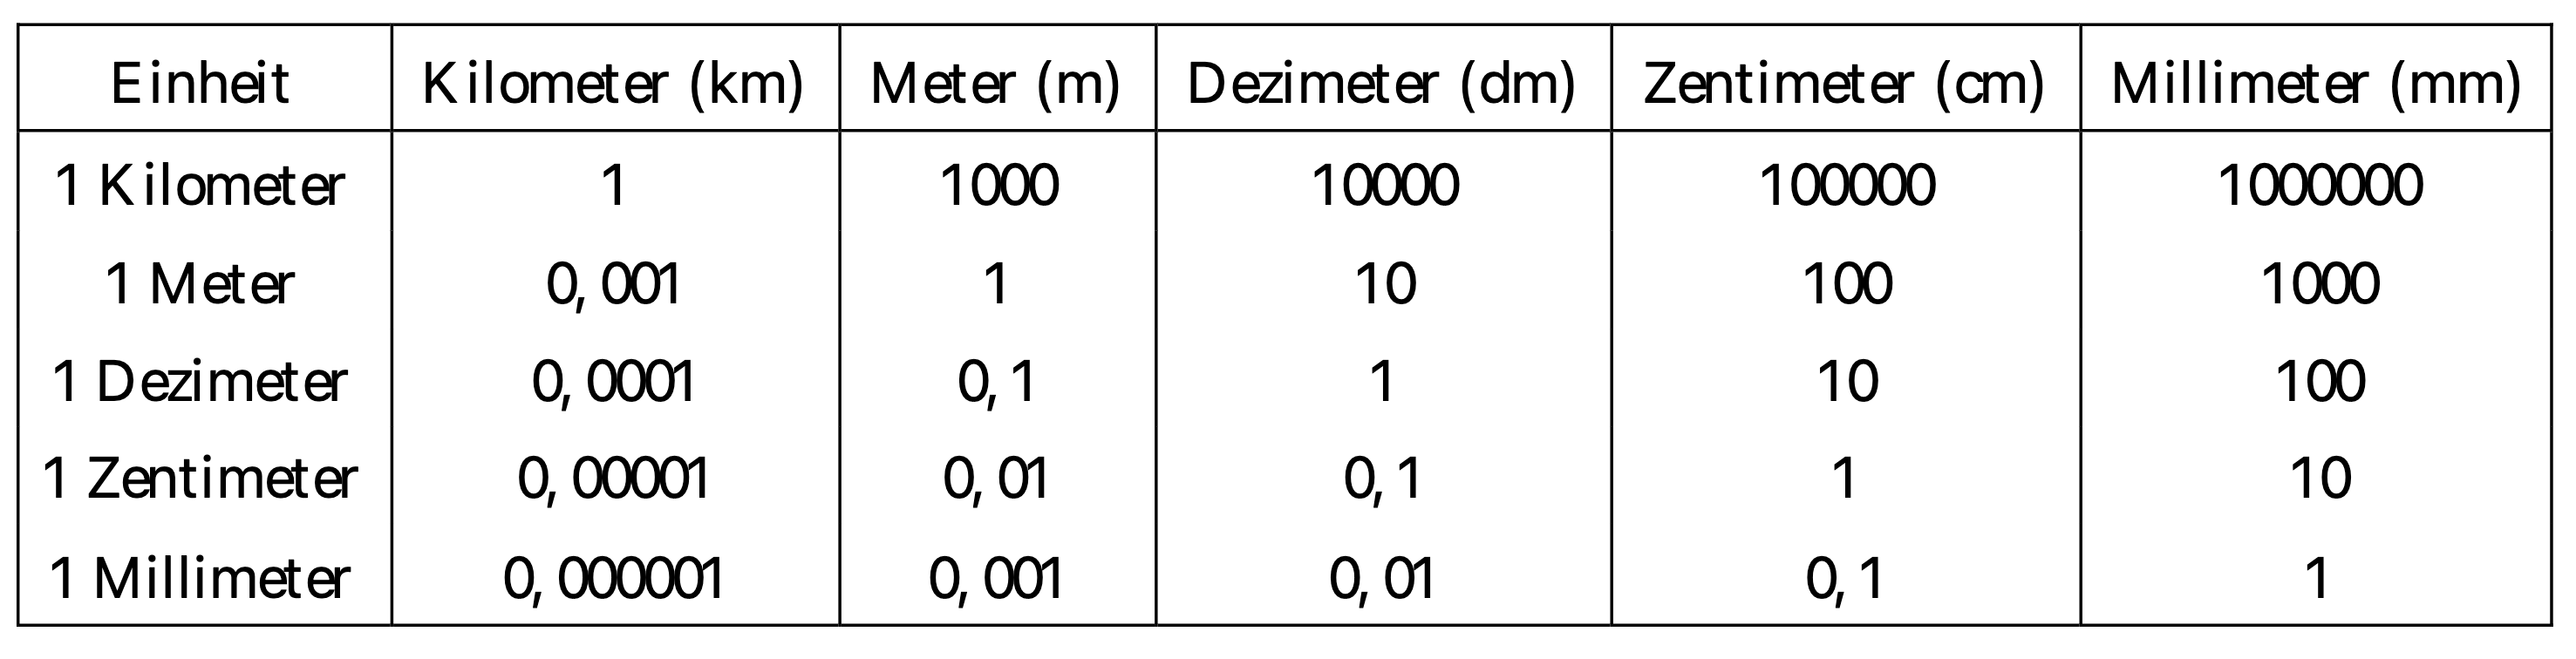 Einheit Kilometer (km) Meter (m) Dezimeter (dm) Zentimeter (cm) Millimeter (mm)
1 Kilometer 1 1000 10000 100000 1000000
1 Meter 0, 001 1 10 100 1000
1 Dezimeter 0, 0001 0, 1 1 10 100
1 Zentimeter 0, 00001 0, 01 0, 1 1 10
1 Millimeter 0, 000001 0, 001 0, 01 0, 1 1